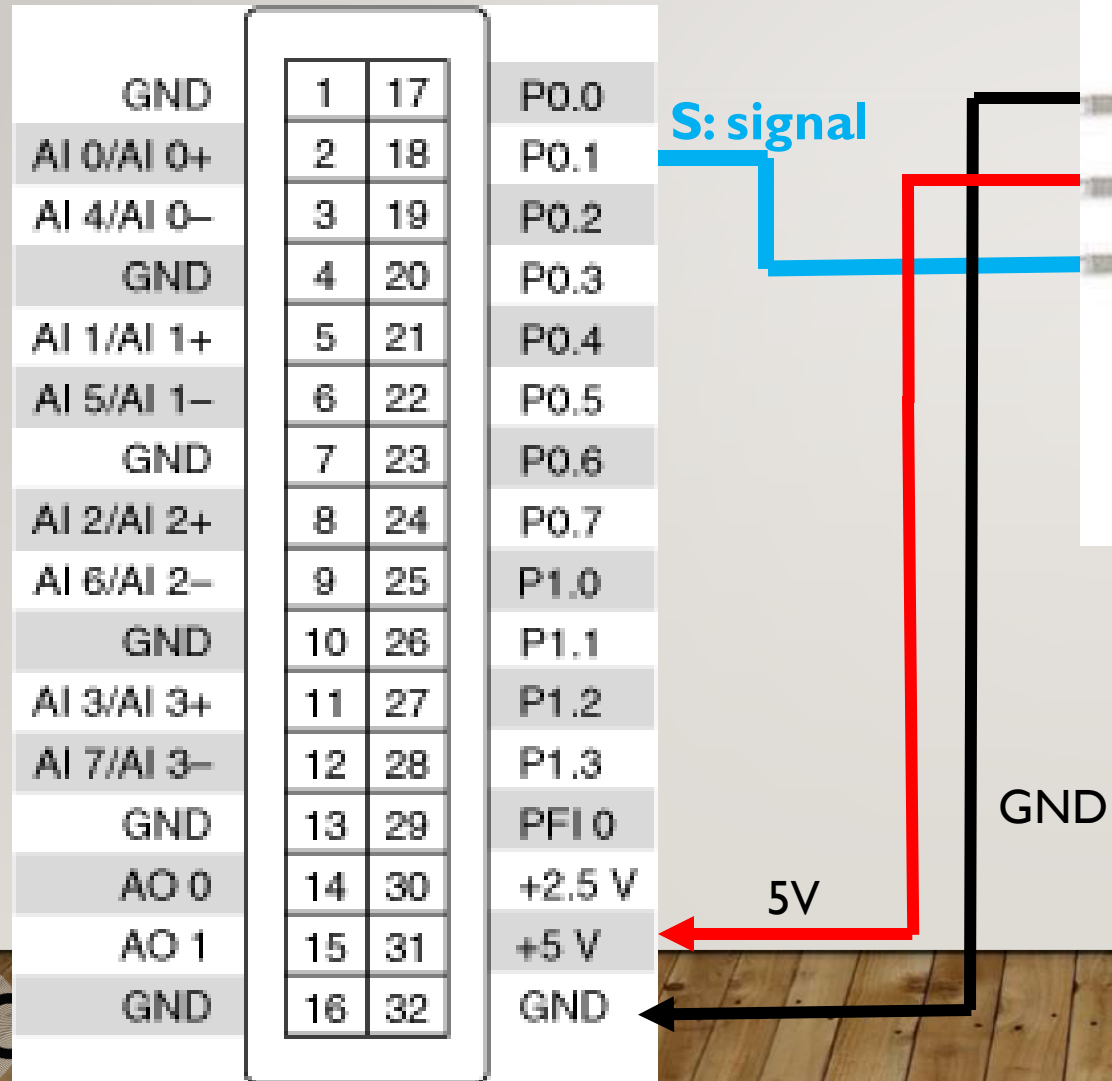 GND 1 17 P0.0
S: signal
AI 0/AI 0+ 2 18 P0.1
AI 4/AI 0– 3 19 P0.2
GND 4 20 P0.3
AI 1/AI 1+ 5 21 P0.4
AI 5/AI 1– 6 22 P0.5
GND 7 23 P0.6
AI 2/AI 2+ 8 24 P0.7
AI 6/AI 2– 9 25 P1.0
GND 10 26 P1.1
AI 3/AI 3+ 11 27 P1.2
AI 7/AI 3– 12 28 P1.3
GND 13 29 PFI 0
GND
AO 0 14 30 +2.5 V
5V
AO 1 15 31 +5 V
GND 16 32 GND